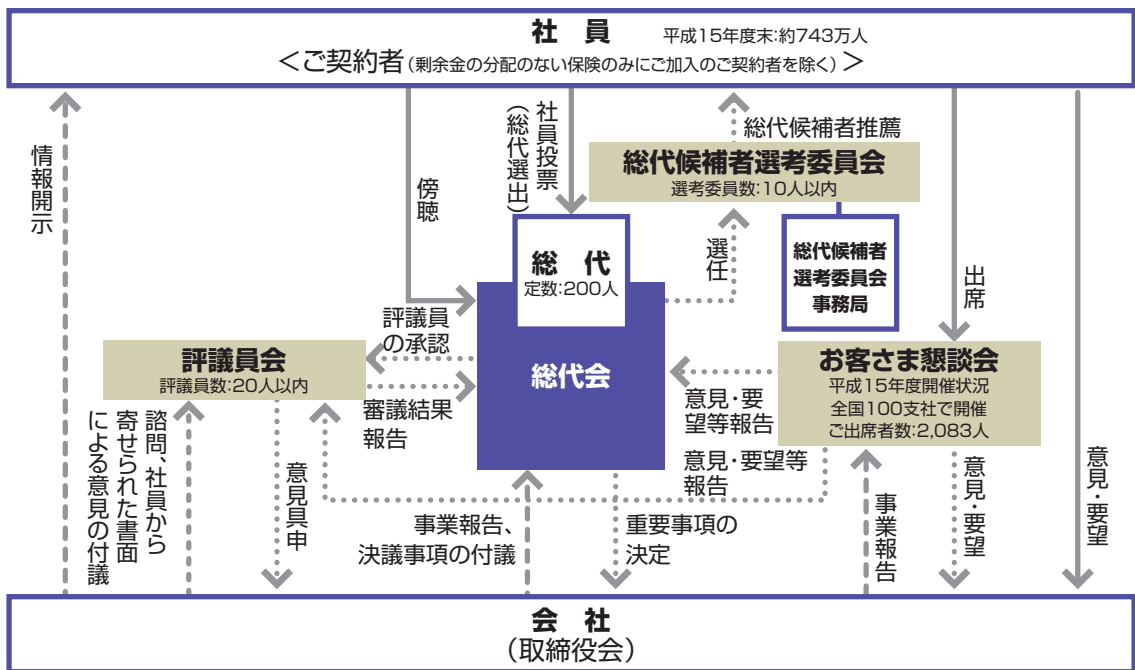 社 員 平成15年度末:約743万人
＜ご契約者(剰余金の分配のない保険のみにご加入のご契約者を除く)＞
情報開示
傍聴
社員投票
(総代選出)
総代候補者推薦
総代候補者選考委員会
選考委員数:10人以内
選任
総代候補者
選考委員会
事務局
出席
総 代
定数:200人
総代会
評議員
の承認
評議員会
評議員数:20人以内
審議結果
報告
お客さま懇談会
平成15年度開催状況
全国100支社で開催
ご出席者数:2,083人
意見・要
望等報告
意見・要望等
報告
諮問、社員から
寄せられた書面
による意見の付議
意見具申
事業報告、
決議事項の付議
重要事項の
決定
事業報告
意見・要望
意見・要望
会 社
(取締役会)